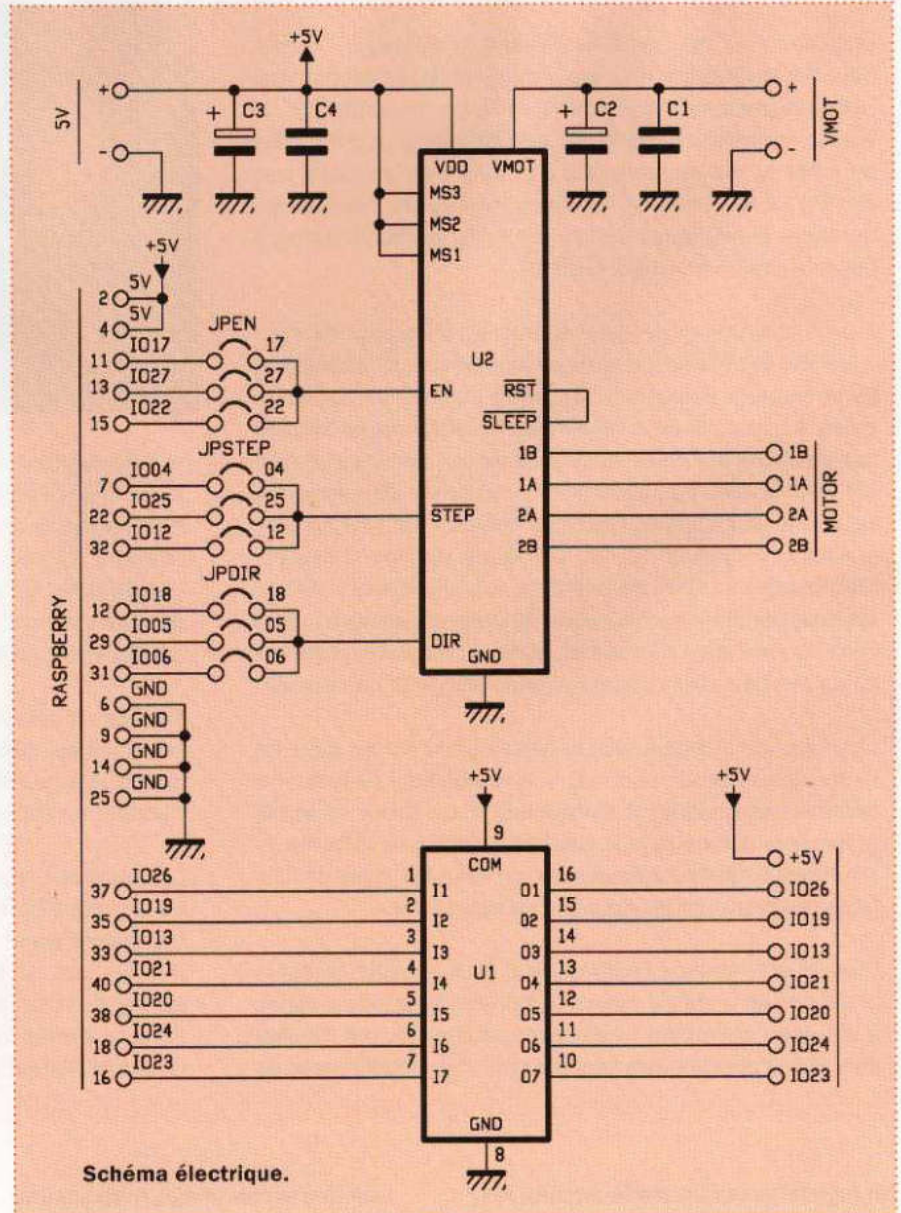 +5V
5V
+
-
+ C3
C4
+ C2
C1
+
-
VMOT
VDD
VMOT
MS3
MS2
MS1
U2
EN
STEP
DIR
GND
RST
SLEEP
1B
1A
2A
2B
1B
1A
2A
2B
MOTOR
RASPBERRY
+5V
2 5V
4 5V
JPEN
11 IO17 17
13 IO27 27
15 IO22 22
JPSTEP
7 IO04 04
22 IO25 25
32 IO12 12
JPDIR
12 IO18 18
29 IO05 05
31 IO06 06
6 GND
9 GND
14 GND
25 GND
+5V
9
COM
+5V
+5V
37 IO26 1 I1 O1 16 IO26
35 IO19 2 I2 O2 15 IO19
33 IO13 3 I3 O3 14 IO13
40 IO21 4 I4 O4 13 IO21
38 IO20 5 I5 O5 12 IO20
18 IO24 6 I6 O6 11 IO24
16 IO23 7 I7 O7 10 IO23
U1
GND
8
Schéma électrique.